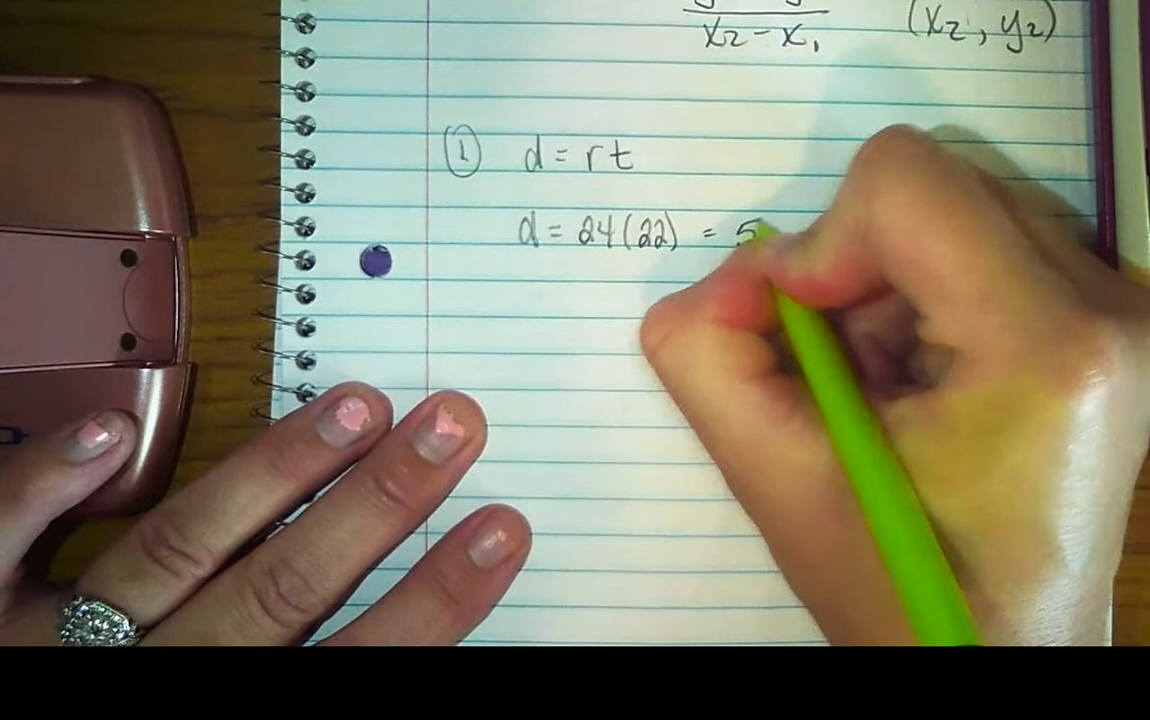 x₂ - x₁ (x₂, y₂)
① d = rt
d = 24(22) = 5